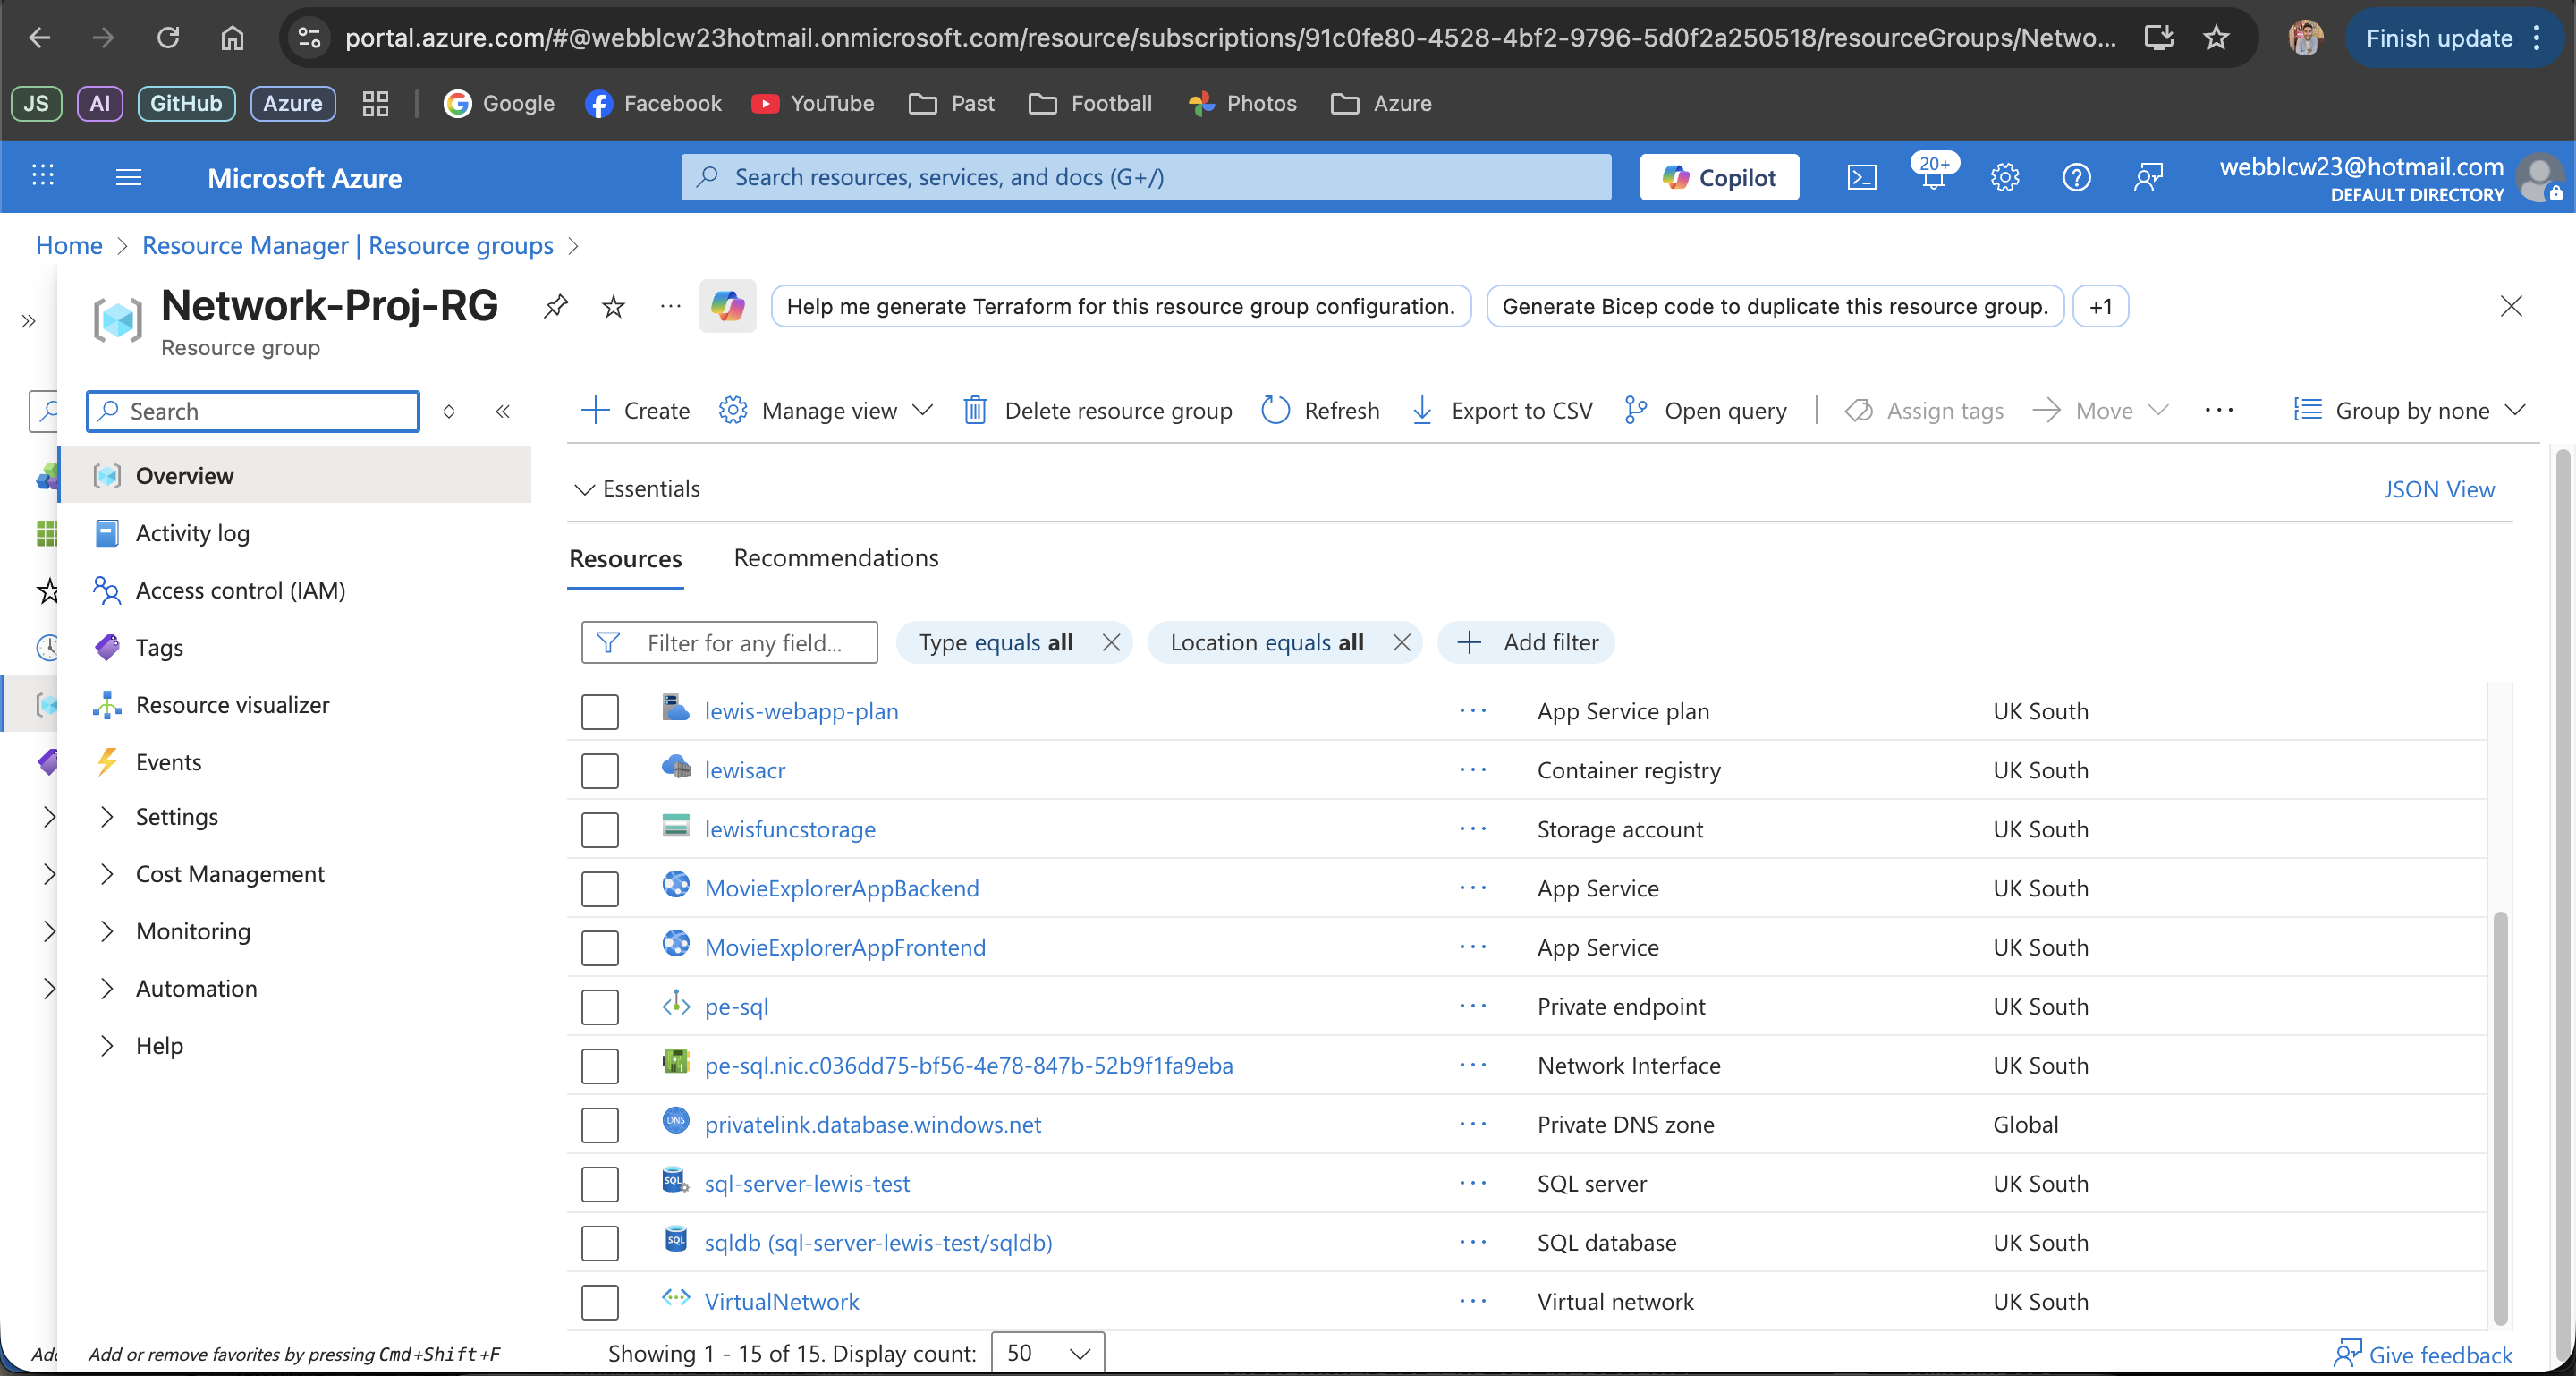 portal.azure.com/#@webblcw23hotmail.onmicrosoft.com/resource/subscriptions/91c0fe80-4528-4bf2-9796-5d0f2a250518/resourceGroups/Netwo...
Finish update
JS AI GitHub Azure Google Facebook YouTube Past Football Photos Azure
Microsoft Azure
Search resources, services, and docs (G+/)
Copilot
20+
webblcw23@hotmail.com
DEFAULT DIRECTORY
Home > Resource Manager | Resource groups >
Network-Proj-RG
Resource group
Help me generate Terraform for this resource group configuration.
Generate Bicep code to duplicate this resource group.
+1
Search
Overview
Activity log
Access control (IAM)
Tags
Resource visualizer
Events
Settings
Cost Management
Monitoring
Automation
Help
Add or remove favorites by pressing Cmd+Shift+F
Create Manage view Delete resource group Refresh Export to CSV Open query Assign tags Move Group by none
Essentials
JSON View
Resources Recommendations
Filter for any field... Type equals all Location equals all Add filter
lewis-webapp-plan ... App Service plan UK South
lewisacr ... Container registry UK South
lewisfuncstorage ... Storage account UK South
MovieExplorerAppBackend ... App Service UK South
MovieExplorerAppFrontend ... App Service UK South
pe-sql ... Private endpoint UK South
pe-sql.nic.c036dd75-bf56-4e78-847b-52b9f1fa9eba ... Network Interface UK South
DNS privatelink.database.windows.net ... Private DNS zone Global
SQL sql-server-lewis-test ... SQL server UK South
SQL sqldb (sql-server-lewis-test/sqldb) ... SQL database UK South
VirtualNetwork ... Virtual network UK South
Showing 1 - 15 of 15. Display count: 50
Give feedback